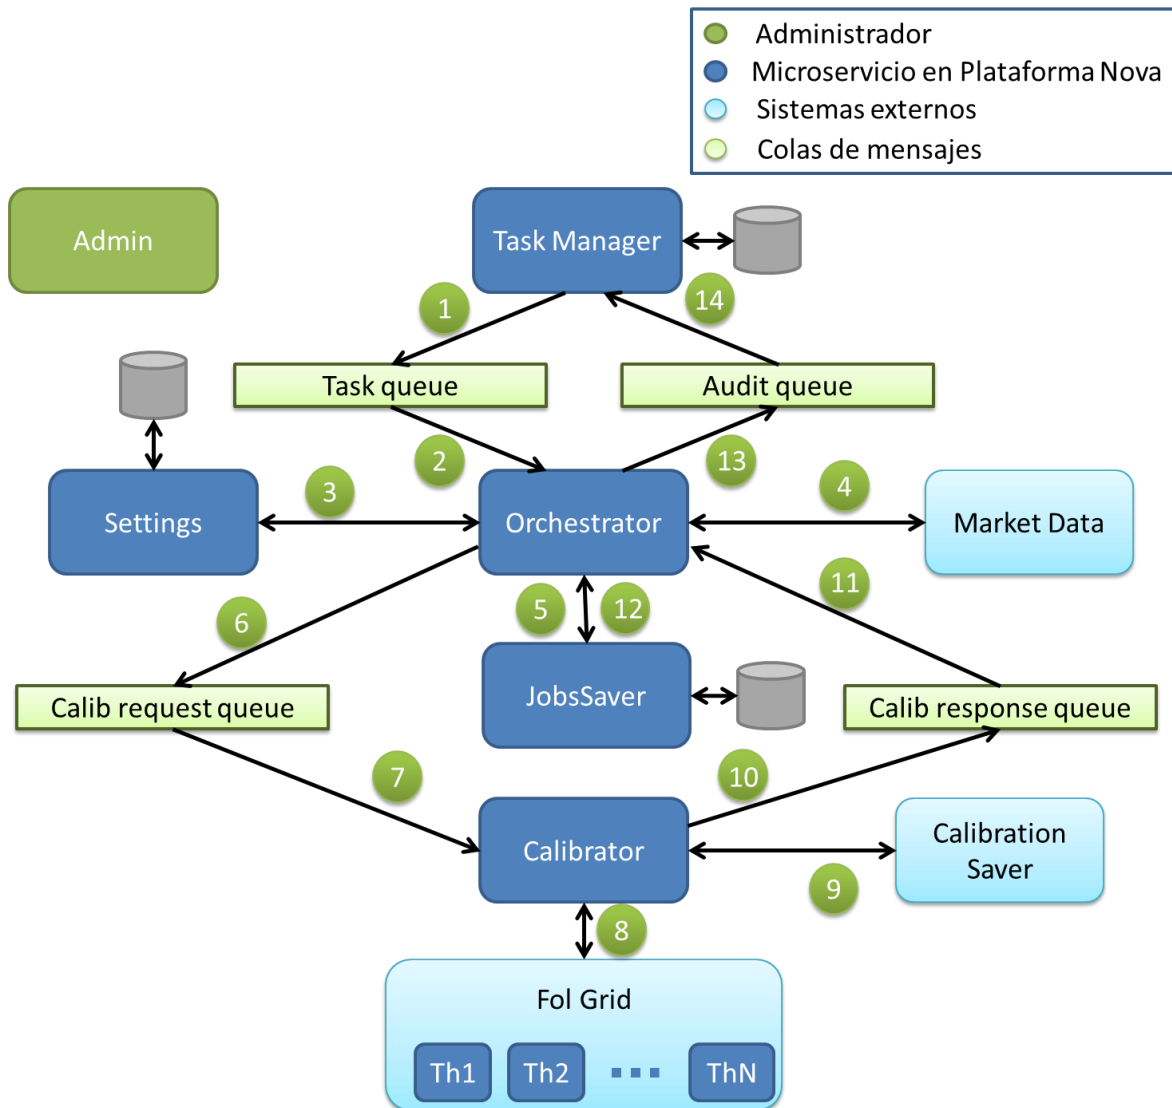 Administrador
Microservicio en Plataforma Nova
Sistemas externos
Colas de mensajes
Admin
Task Manager
1
14
Task queue
Audit queue
2
13
3
4
Settings
Orchestrator
Market Data
5
12
11
6
JobsSaver
Calib request queue
Calib response queue
7
10
Calibrator
Calibration
Saver
9
8
Fol Grid
Th1
Th2
ThN